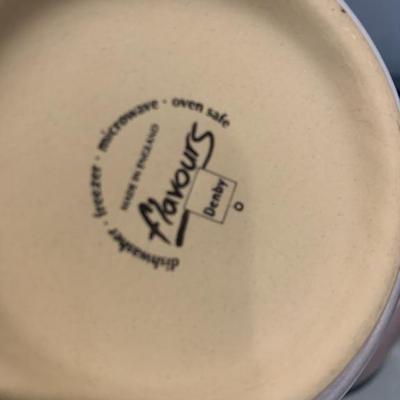 dishwasher · freezer · microwave · oven safe
MADE IN ENGLAND
flavours
Denby